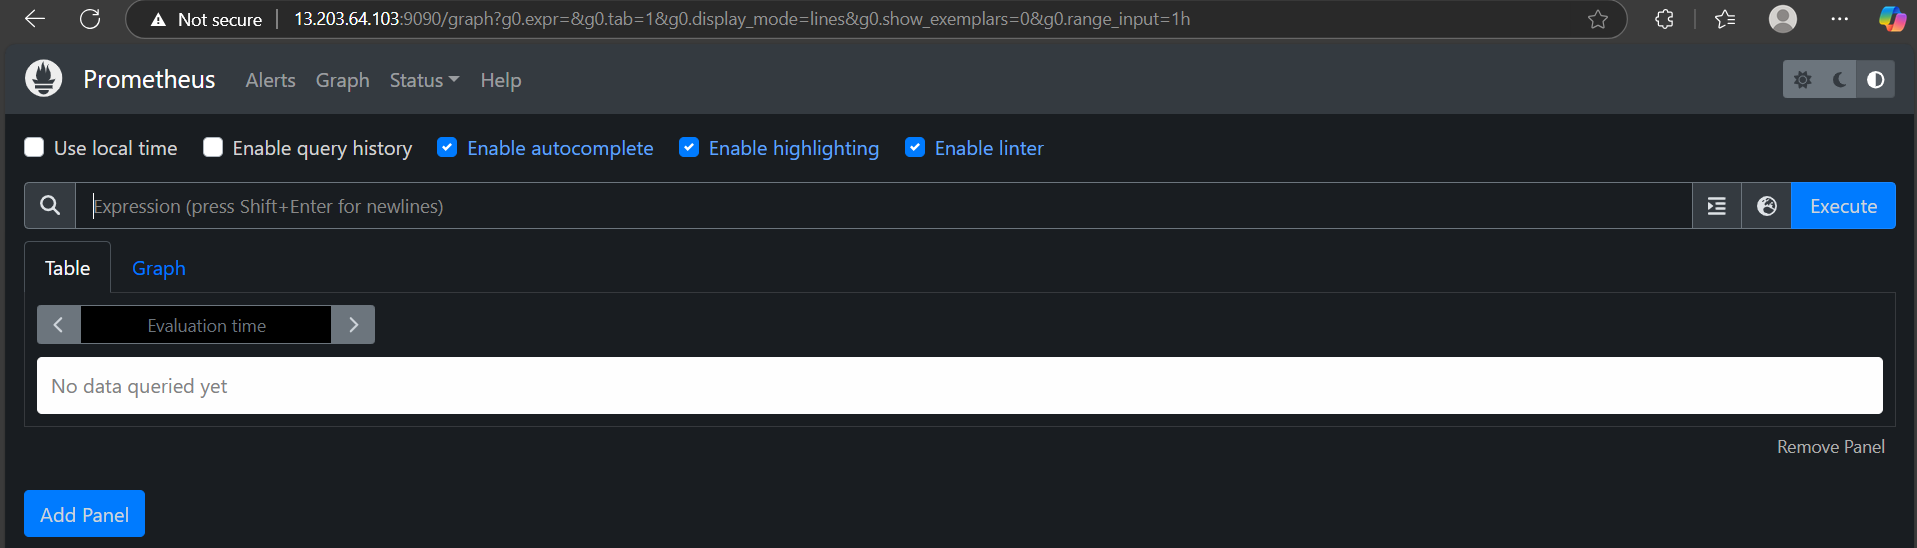 Not secure 13.203.64.103:9090/graph?g0.expr=&g0.tab=1&g0.display_mode=lines&g0.show_exemplars=0&g0.range_input=1h
Prometheus Alerts Graph Status Help
Use local time Enable query history Enable autocomplete Enable highlighting Enable linter
Expression (press Shift+Enter for newlines) Execute
Table Graph
Evaluation time
No data queried yet
Remove Panel
Add Panel